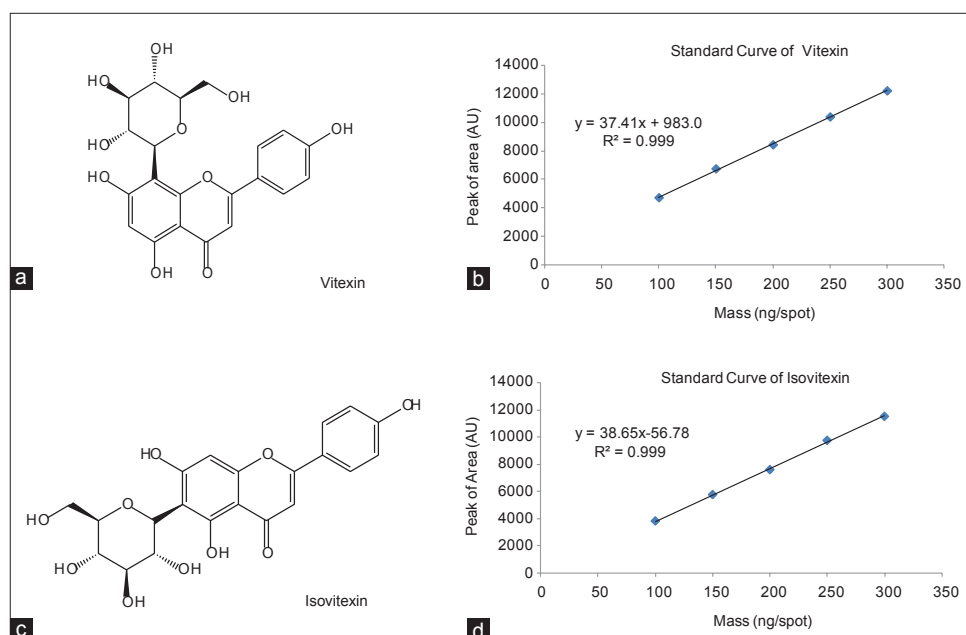 OH
HO
OH
HO
O
HO
OH
HO
O
OH
O
a
Vitexin
Standard Curve of Vitexin
14000
12000
10000
8000
6000
4000
2000
0
y = 37.41x + 983.0
R² = 0.999
Peak of area (AU)
0 50 100 150 200 250 300 350
Mass (ng/spot)
b
OH
HO
O
O
HO
OH
O
HO
OH
OH
Isovitexin
c
Standard Curve of Isovitexin
14000
12000
10000
8000
6000
4000
2000
0
y = 38.65x-56.78
R² = 0.999
Peak of Area (AU)
0 50 100 150 200 250 300 350
Mass (ng/spot)
d